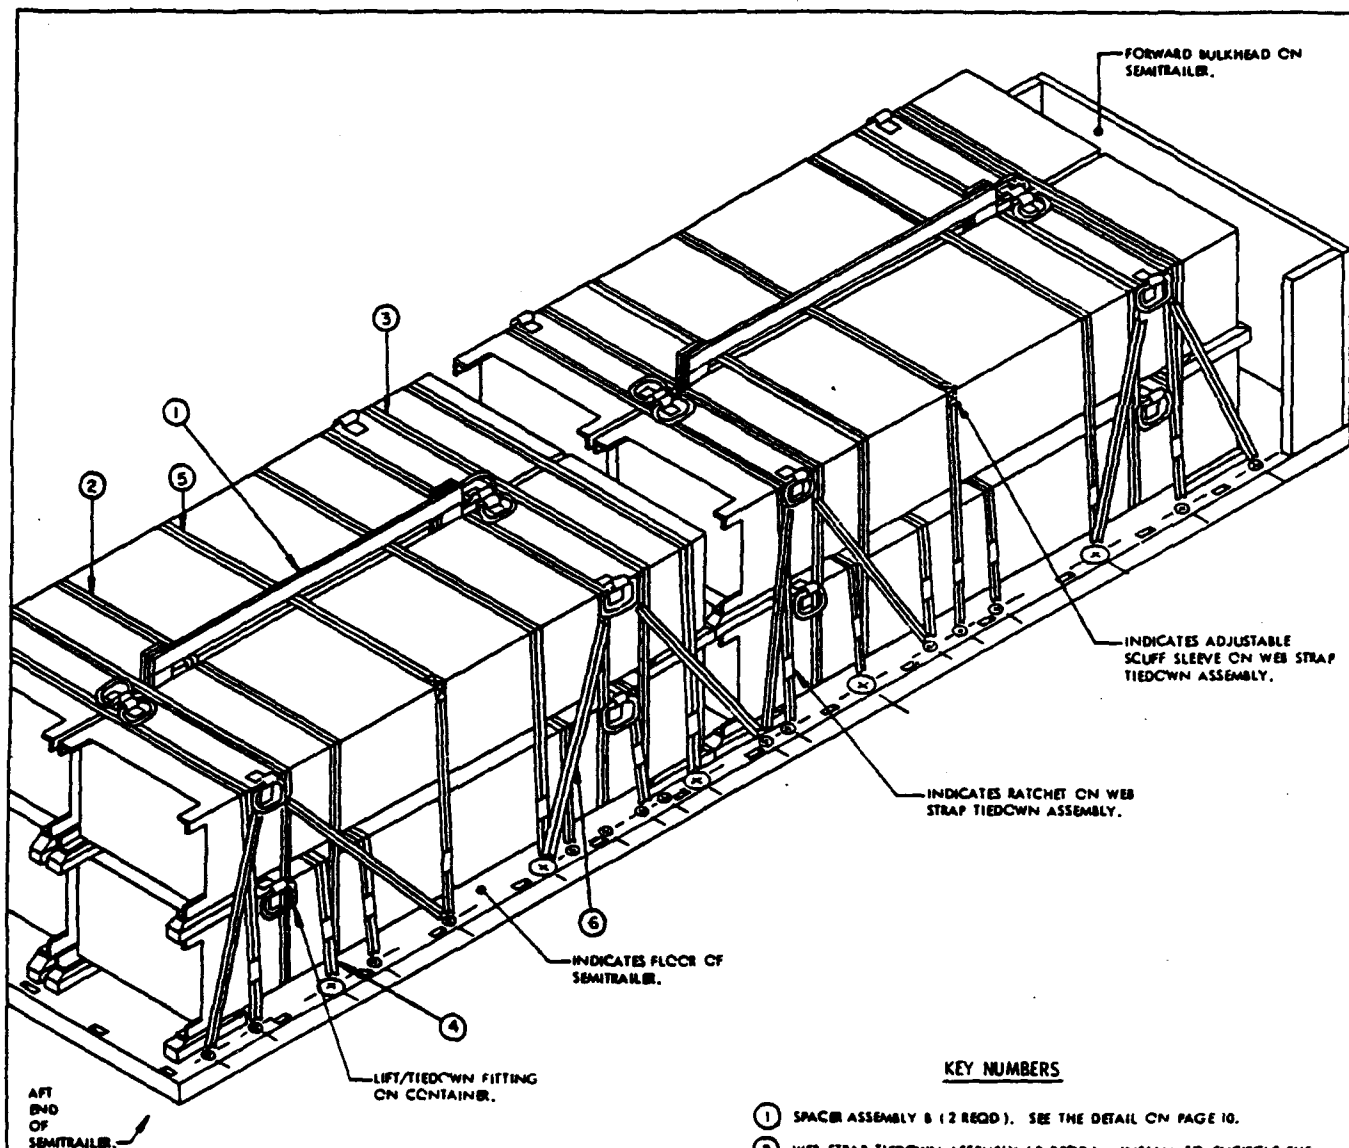 FORWARD BULKHEAD ON
SEMITRAILER.
3
1
5
2
INDICATES ADJUSTABLE
SCUFF SLEEVE ON WEB STRAP
TIEDOWN ASSEMBLY.
INDICATES RATCHET ON WEB
STRAP TIEDOWN ASSEMBLY.
6
INDICATES FLOOR OF
SEMITRAILER.
4
LIFT/TIEDOWN FITTING
ON CONTAINER.
AFT
END
OF
SEMITRAILER.
KEY NUMBERS
1 SPACER ASSEMBLY B (2 REQD). SEE THE DETAIL ON PAGE 10.